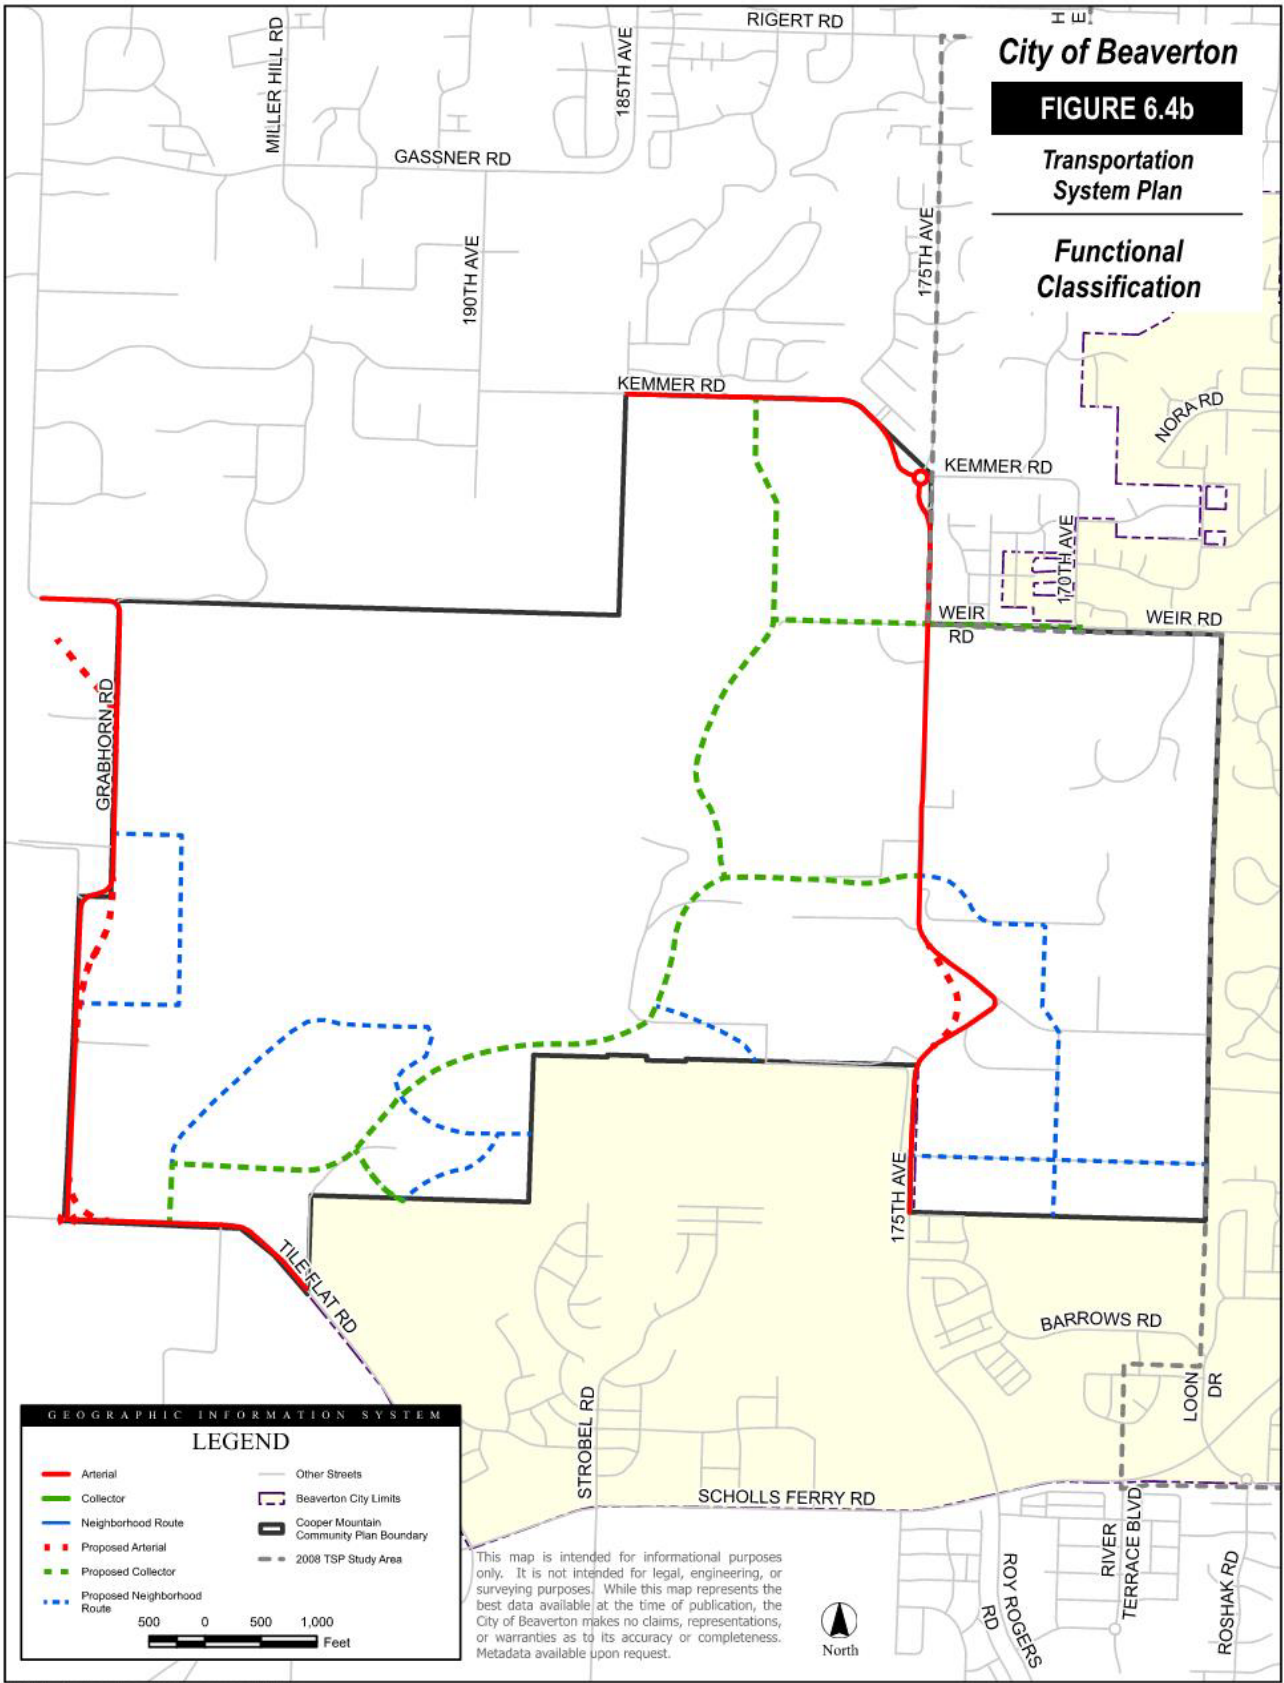 RIGERT RD
H
E
City of Beaverton
FIGURE 6.4b
Transportation
System Plan
Functional
Classification
MILLER HILL RD
185TH AVE
GASSNER RD
190TH AVE
175TH AVE
KEMMER RD
NORA RD
KEMMER RD
170TH AVE
WEIR
RD
WEIR RD
GRABHORN RD
175TH AVE
TILE FLAT RD
BARROWS RD
LOON
DR
STROBEL RD
SCHOLLS FERRY RD
RIVER
TERRACE BLVD
ROY ROGERS
RD
ROSHAK RD
GEOGRAPHIC INFORMATION SYSTEM
LEGEND
Arterial
Collector
Neighborhood Route
Proposed Arterial
Proposed Collector
Proposed Neighborhood
Route
Other Streets
Beaverton City Limits
Cooper Mountain
Community Plan Boundary
2008 TSP Study Area
500 0 500 1,000
Feet
This map is intended for informational purposes
only. It is not intended for legal, engineering, or
surveying purposes. While this map represents the
best data available at the time of publication, the
City of Beaverton makes no claims, representations,
or warranties as to its accuracy or completeness.
Metadata available upon request.
North